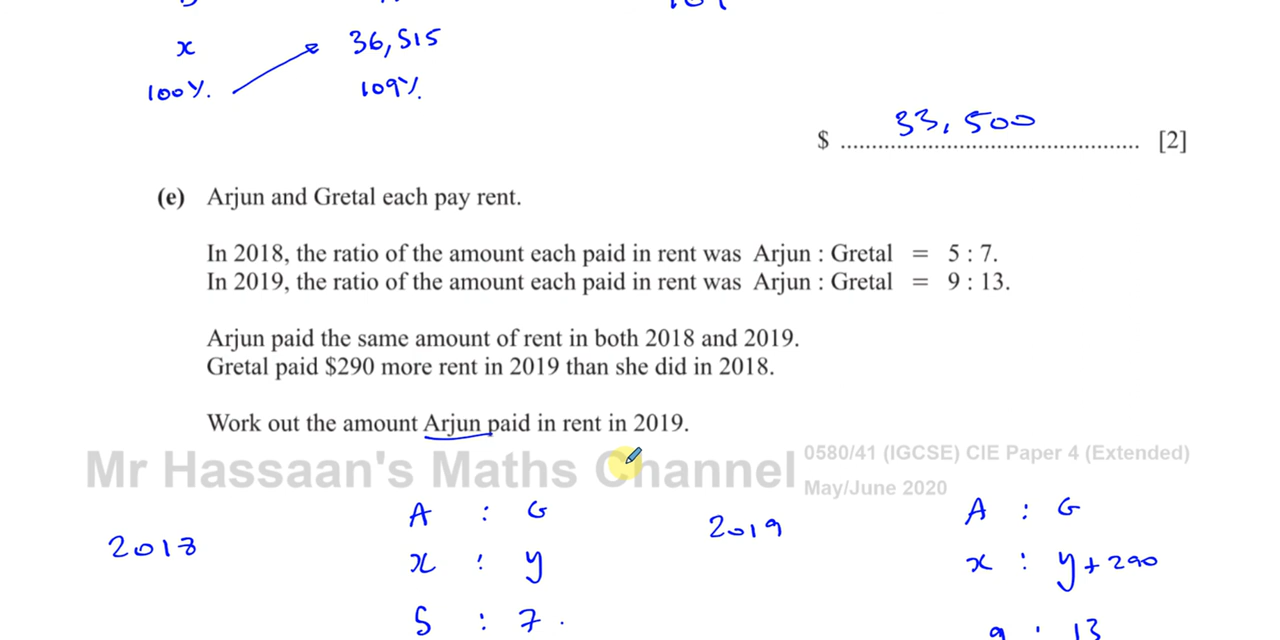 x 36,515
100%. 109%
33,500
$ ................................................ [2]
(e) Arjun and Gretal each pay rent.
In 2018, the ratio of the amount each paid in rent was Arjun : Gretal = 5 : 7.
In 2019, the ratio of the amount each paid in rent was Arjun : Gretal = 9 : 13.
Arjun paid the same amount of rent in both 2018 and 2019.
Gretal paid $290 more rent in 2019 than she did in 2018.
Work out the amount Arjun paid in rent in 2019.
Mr Hassaan's Maths Channel
0580/41 (IGCSE) CIE Paper 4 (Extended)
May/June 2020
A : G
2018
x : y
5 : 7.
2019
A : G
x : y + 290
9 : 13